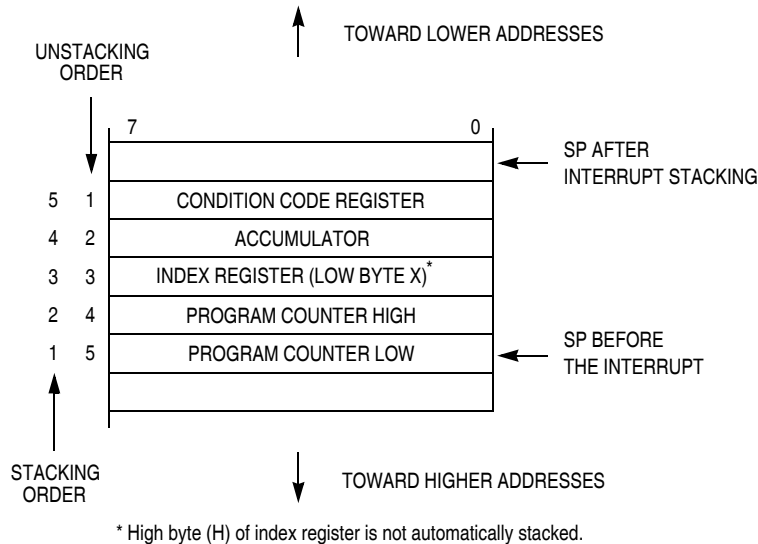 TOWARD LOWER ADDRESSES
UNSTACKING
ORDER
7 0
SP AFTER
INTERRUPT STACKING
5 1 CONDITION CODE REGISTER
4 2 ACCUMULATOR
3 3 INDEX REGISTER (LOW BYTE X)*
2 4 PROGRAM COUNTER HIGH
1 5 PROGRAM COUNTER LOW
SP BEFORE
THE INTERRUPT
STACKING
ORDER
TOWARD HIGHER ADDRESSES
* High byte (H) of index register is not automatically stacked.